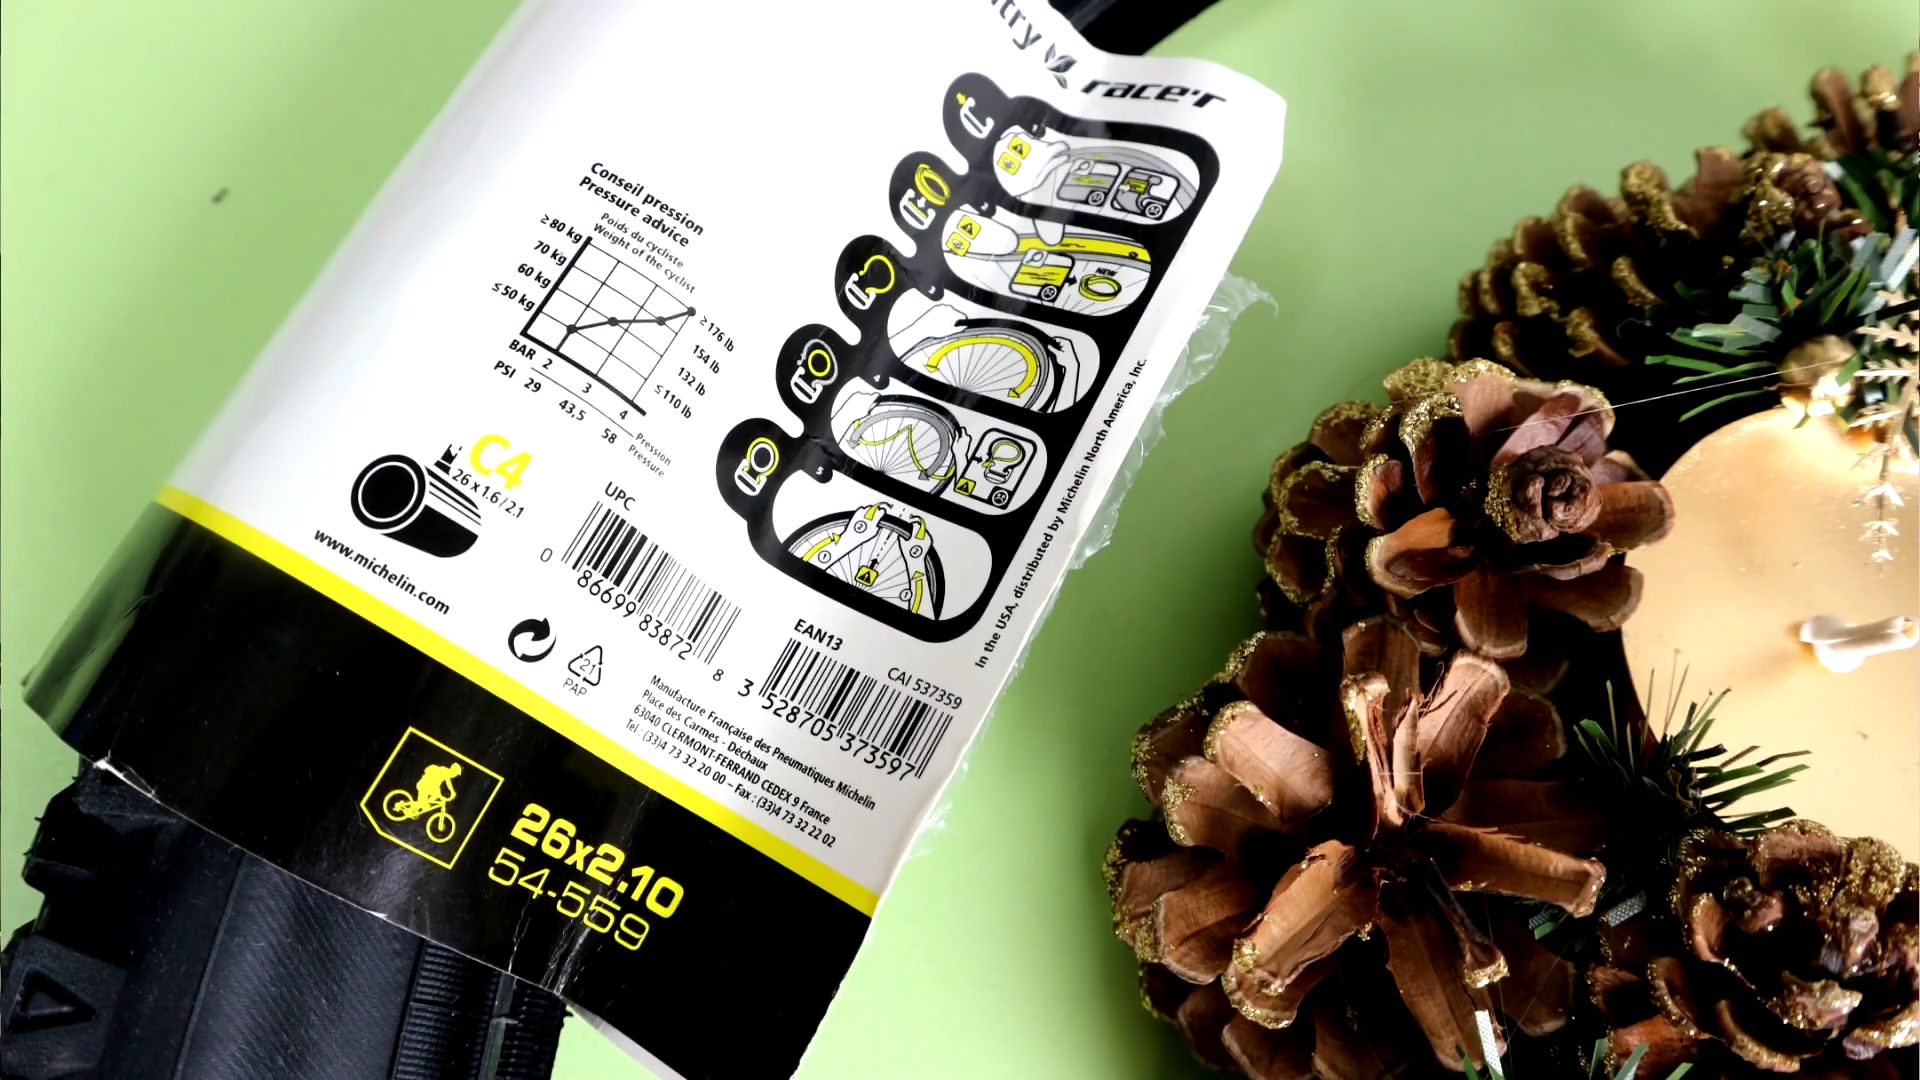 race'r
Conseil pression
Pressure advice
Poids du cycliste
Weight of the cyclist
≥ 80 kg
70 kg
60 kg
≤ 50 kg
≥ 176 lb
154 lb
132 lb
≤ 110 lb
BAR 2 3 4
PSI 29 43,5 58
Pression
Pressure
C4
26 x 1.6 / 2.1
www.michelin.com
UPC
0 86699 83872 8
21
PAP
EAN13
CAI 537359
3 528705 373597
Manufacture Française des Pneumatiques Michelin
Place des Carmes - Déchaux
63040 CLERMONT-FERRAND CEDEX 9 France
Tel : (33)4 73 32 20 00 – Fax : (33)4 73 32 22 02
In the USA, distributed by Michelin North America, Inc.
1
2
NEW
3
4
5
26x2.10
54-559